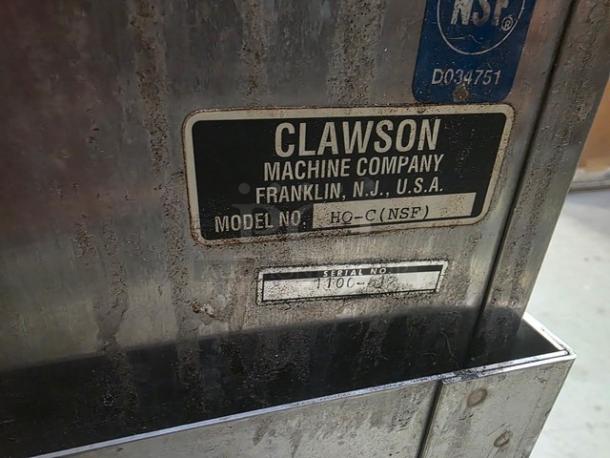 NSF®
D034751
CLAWSON
MACHINE COMPANY
FRANKLIN, N.J., U.S.A.
MODEL NO. HQ-C(NSF)
SERIAL NO.